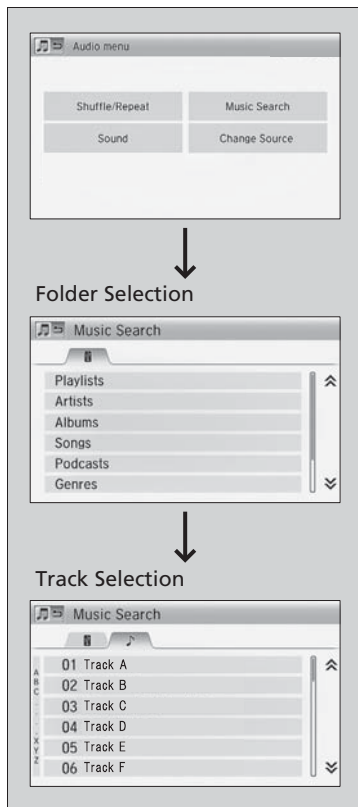 Audio menu
Shuffle/Repeat Music Search
Sound Change Source
Folder Selection
Music Search
Playlists
Artists
Albums
Songs
Podcasts
Genres
Track Selection
Music Search
A
B
C
01 Track A
02 Track B
03 Track C
04 Track D
05 Track E
06 Track F
X
Y
Z